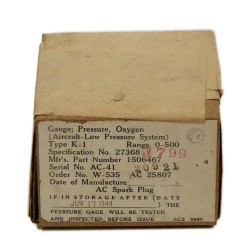 Gauge; Pressure, Oxygen
(Aircraft-Low Pressure System)
Type K-1 Range 0-500
Specification No. 27368 799
Mfr's. Part Number 1506467
Serial No. AC-41 20921
Order No. W-535 AC 25807
Date of Manufacture
AC Spark Plug
IF IN STORAGE AFTER (DATE
JUN 17 1944 )
PRESSURE GAGE WILL BE TESTED
AND INSPECTED BEFORE ISSUE